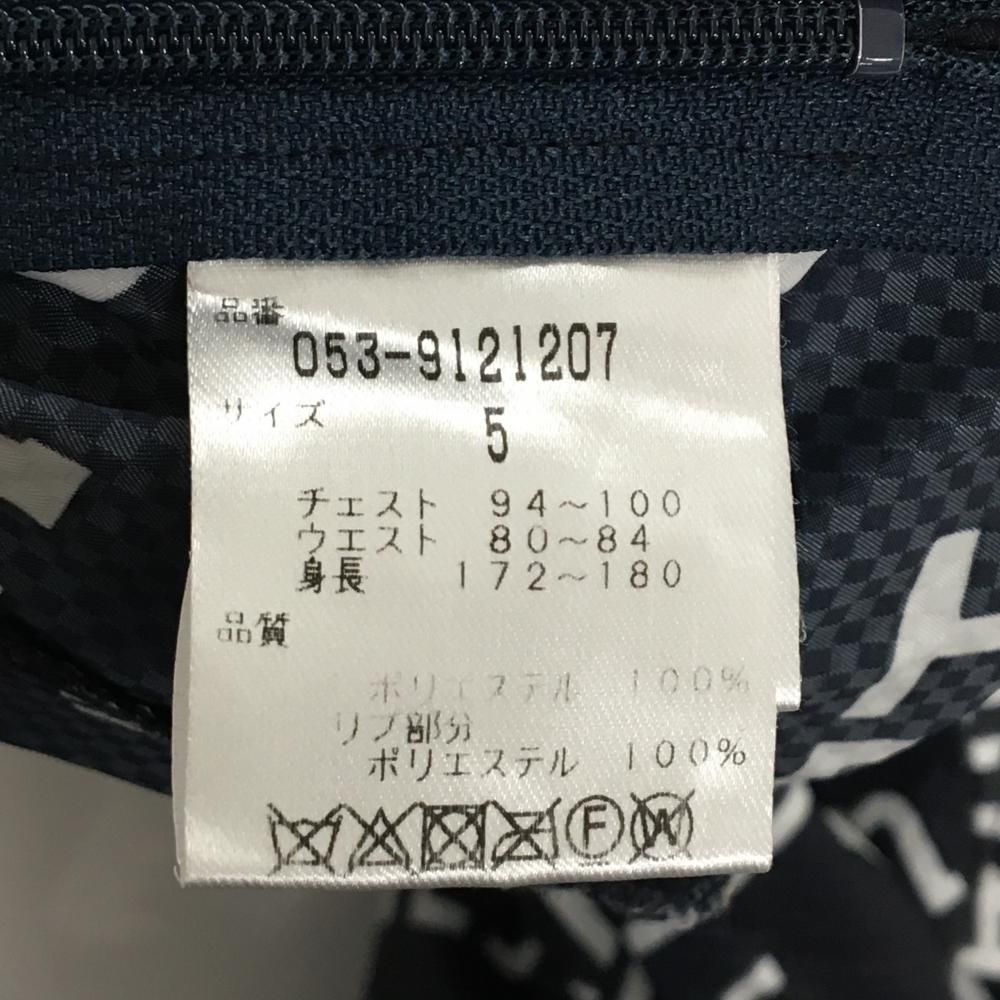 品番
053-9121207
サイズ
5
チェスト 94～100
ウエスト 80～84
身長 172～180
品質
ポリエステル 100%
リブ部分
ポリエステル 100%
F W